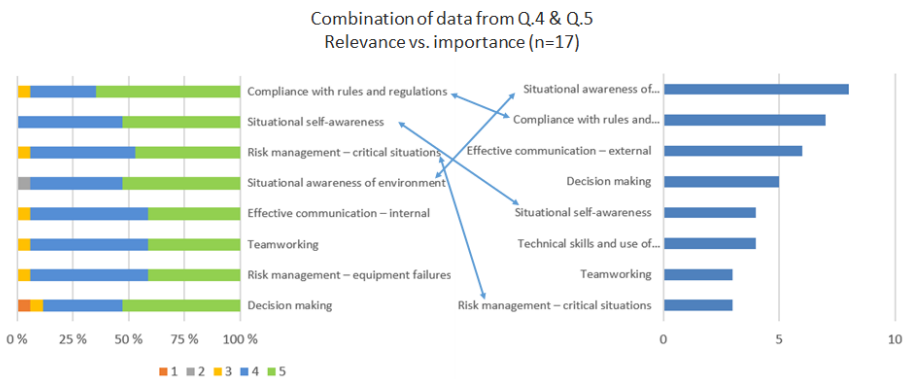 Combination of data from Q.4 & Q.5
Relevance vs. importance (n=17)
Compliance with rules and regulations
Situational self-awareness
Risk management – critical situations
Situational awareness of environment
Effective communication – internal
Teamworking
Risk management – equipment failures
Decision making
0 % 25 % 50 % 75 % 100 %
1 2 3 4 5
Situational awareness of...
Compliance with rules and...
Effective communication – external
Decision making
Situational self-awareness
Technical skills and use of...
Teamworking
Risk management – critical situations
0 5 10